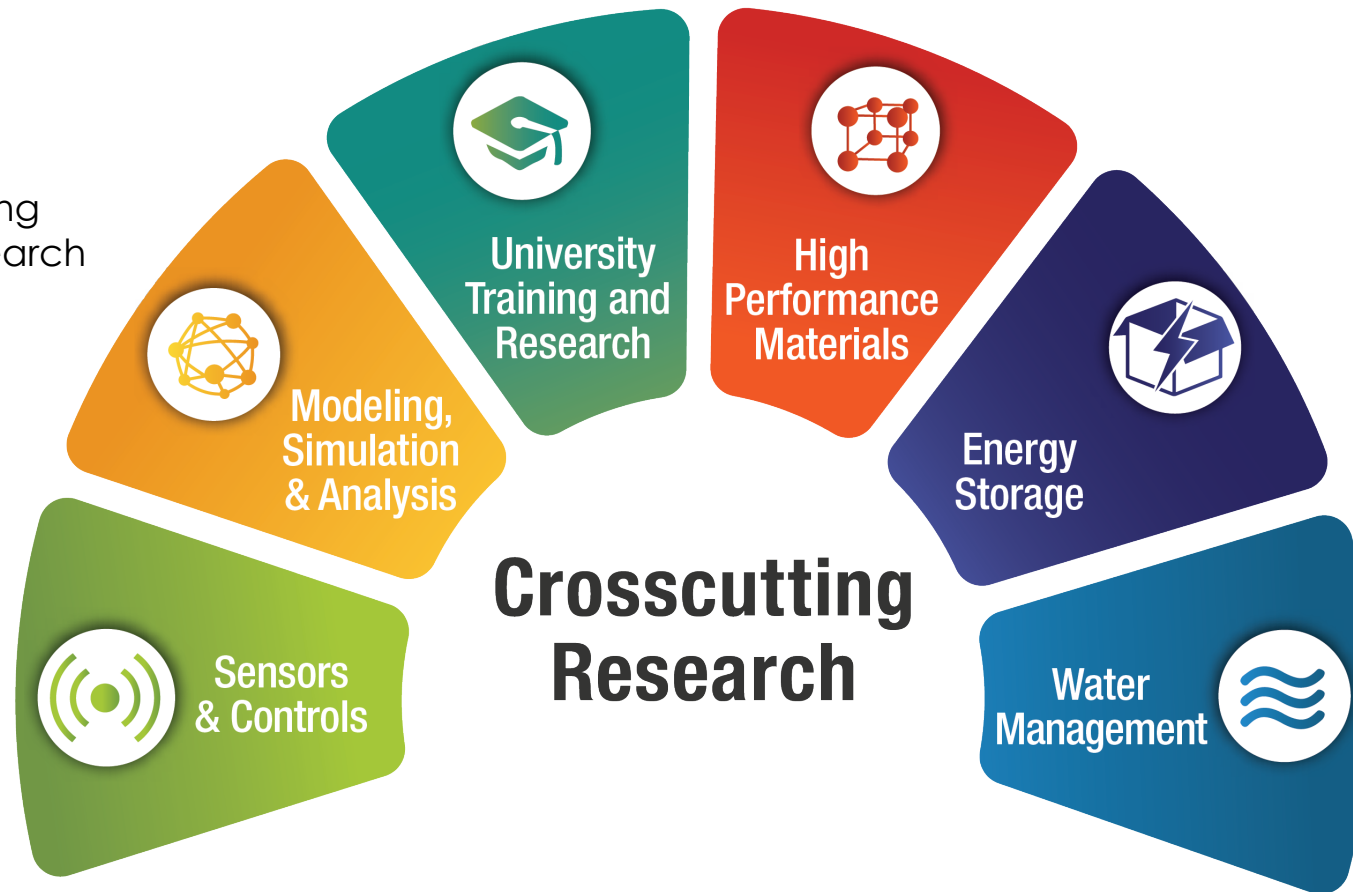 Sensors
& Controls
Modeling,
Simulation
& Analysis
University
Training and
Research
High
Performance
Materials
Energy
Storage
Water
Management
Crosscutting
Research